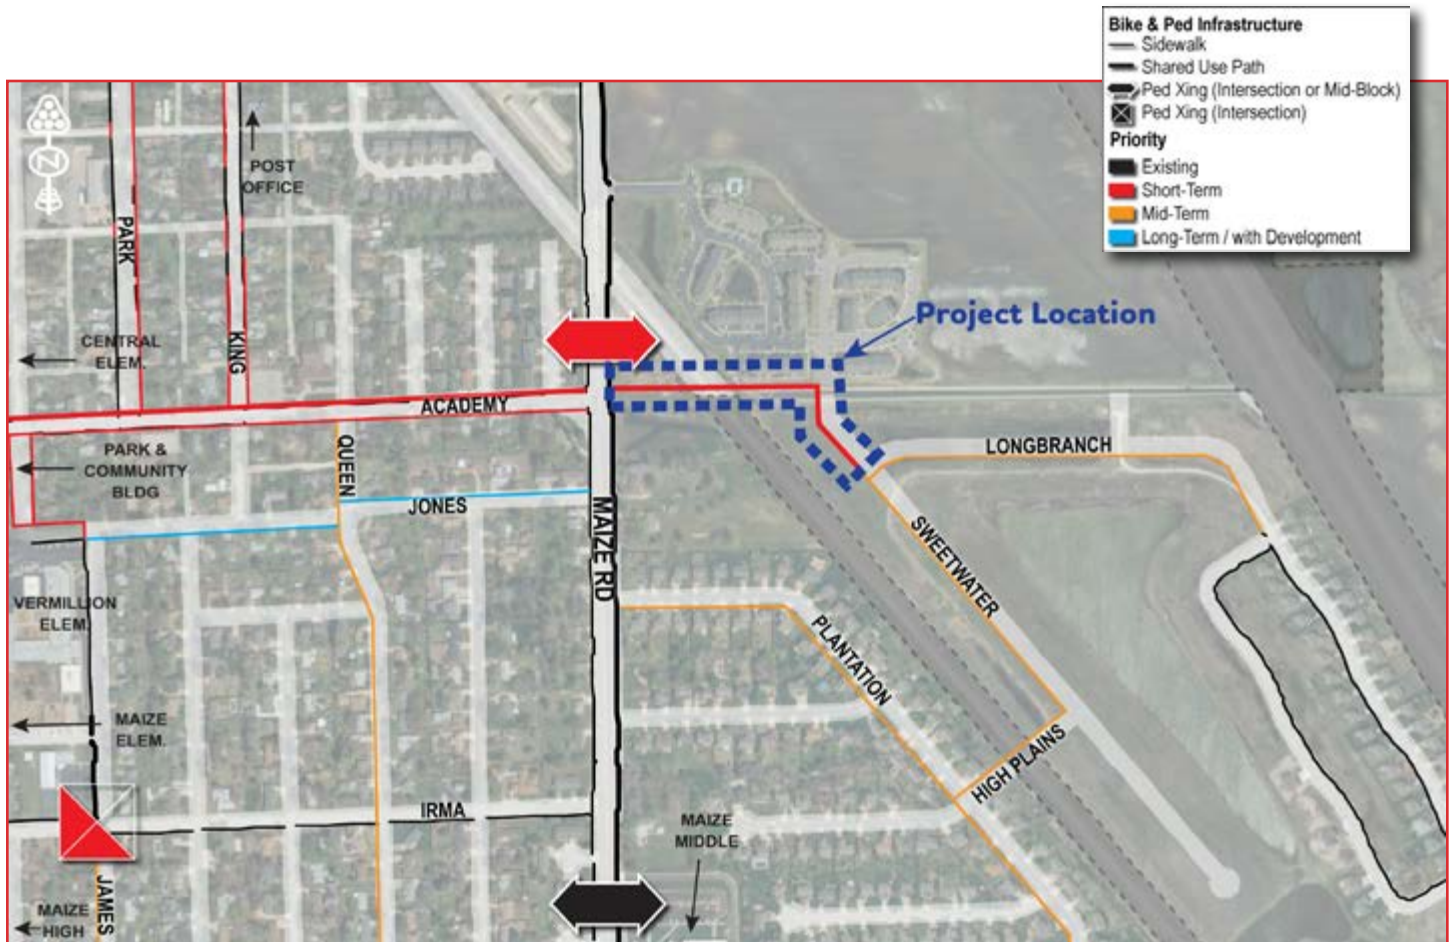 Bike & Ped Infrastructure
Sidewalk
Shared Use Path
Ped Xing (Intersection or Mid-Block)
Ped Xing (Intersection)
Priority
Existing
Short-Term
Mid-Term
Long-Term / with Development
N
POST
OFFICE
PARK
KING
CENTRAL
ELEM.
Project Location
ACADEMY
PARK &
COMMUNITY
BLDG
QUEEN
JONES
MAIZE RD
LONGBRANCH
SWEETWATER
VERMILLION
ELEM.
PLANTATION
MAIZE
ELEM.
HIGH PLAINS
IRMA
MAIZE
MIDDLE
JAMES
MAIZE
HIGH